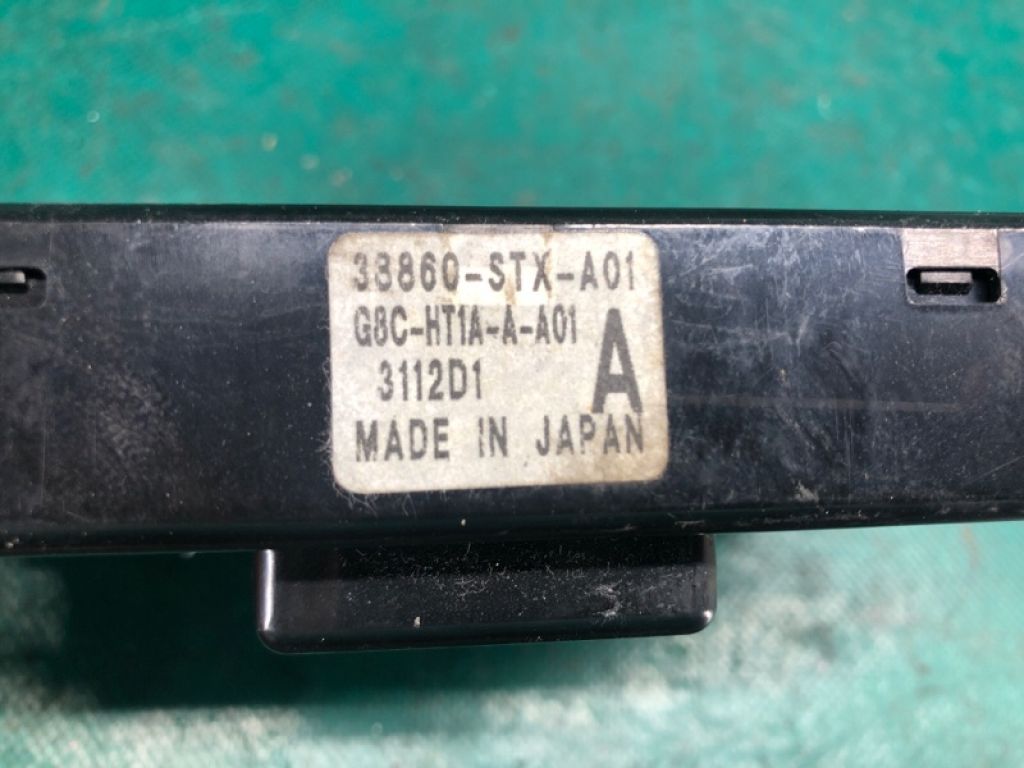 38860-STX-A01
G8C-HT1A-A-A01
3112D1
A
MADE IN JAPAN